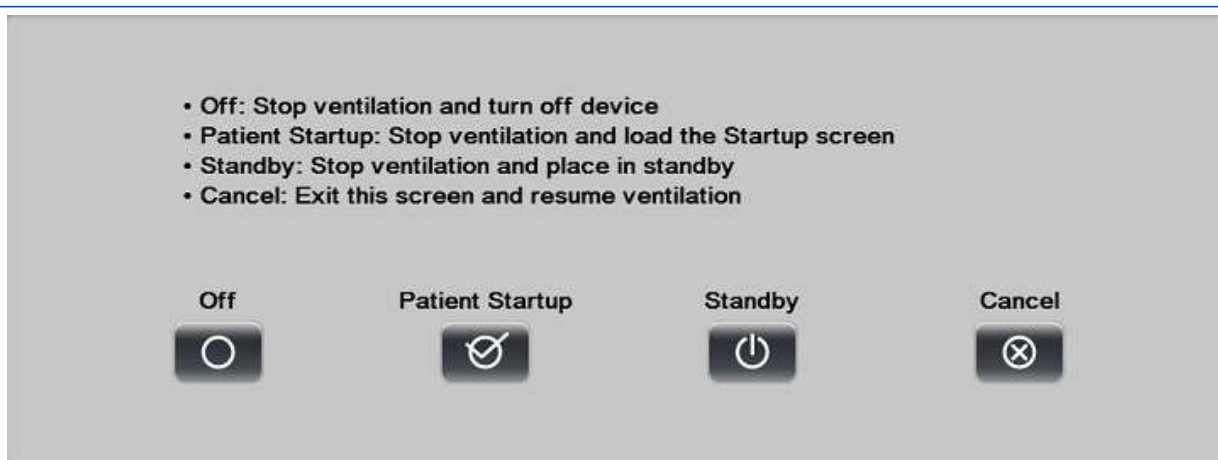 • Off: Stop ventilation and turn off device
• Patient Startup: Stop ventilation and load the Startup screen
• Standby: Stop ventilation and place in standby
• Cancel: Exit this screen and resume ventilation
Off Patient Startup Standby Cancel